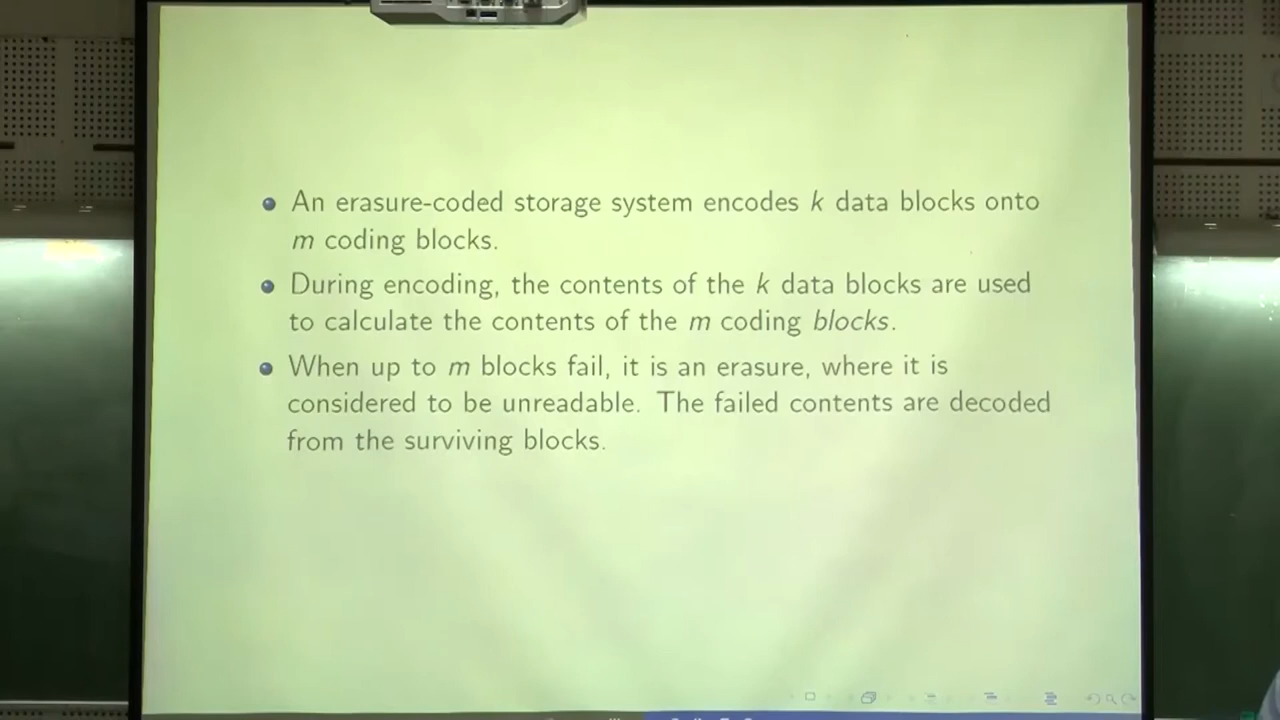 An erasure-coded storage system encodes k data blocks onto
m coding blocks.
During encoding, the contents of the k data blocks are used
to calculate the contents of the m coding blocks.
When up to m blocks fail, it is an erasure, where it is
considered to be unreadable. The failed contents are decoded
from the surviving blocks.